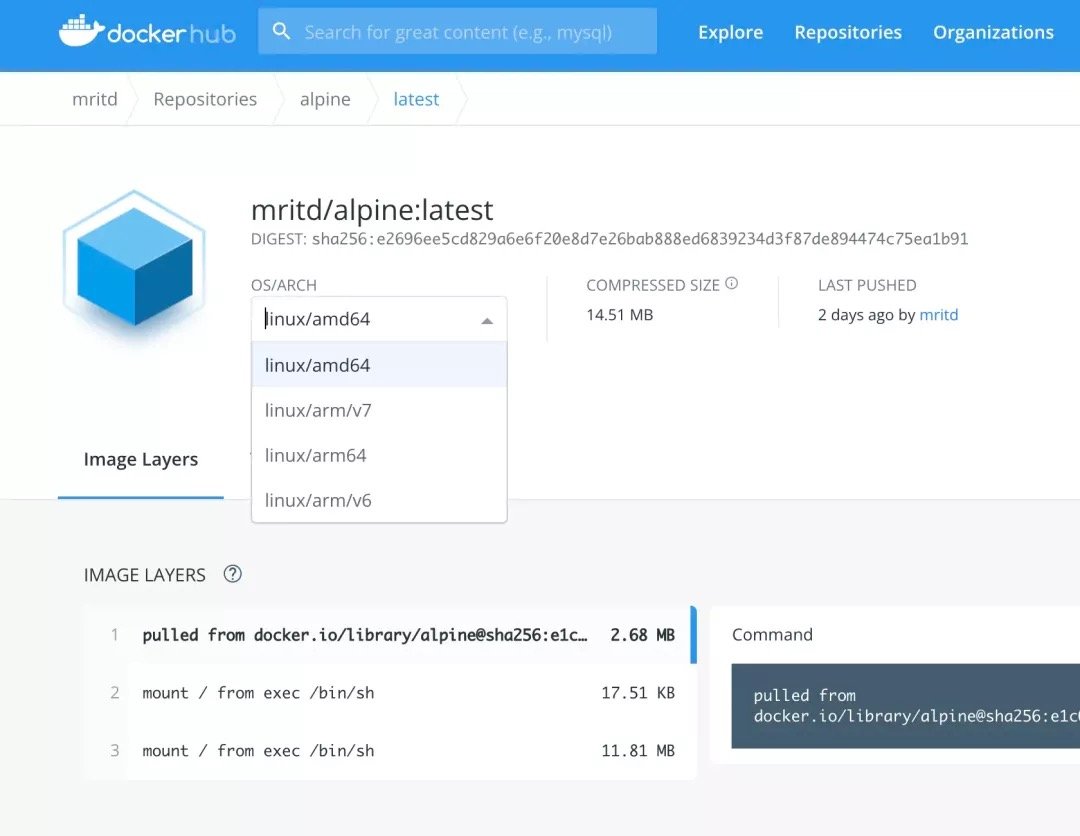 docker hub
Search for great content (e.g., mysql)
Explore Repositories Organizations
mritd Repositories alpine latest
mritd/alpine:latest
DIGEST: sha256:e2696ee5cd829a6e6f20e8d7e26bab888ed6839234d3f87de894474c75ea1b91
OS/ARCH COMPRESSED SIZE LAST PUSHED
linux/amd64 14.51 MB 2 days ago by mritd
linux/amd64
linux/arm/v7
linux/arm64
linux/arm/v6
Image Layers
IMAGE LAYERS ?
1 pulled from docker.io/library/alpine@sha256:e1c… 2.68 MB
2 mount / from exec /bin/sh 17.51 KB
3 mount / from exec /bin/sh 11.81 MB
Command
pulled from
docker.io/library/alpine@sha256:e1c